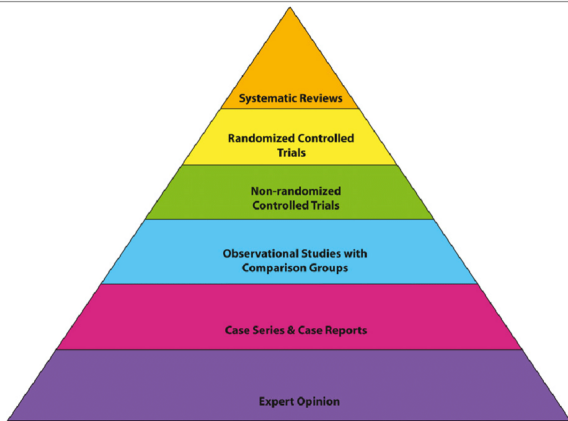 Systematic Reviews
Randomized Controlled
Trials
Non-randomized
Controlled Trials
Observational Studies with
Comparison Groups
Case Series & Case Reports
Expert Opinion